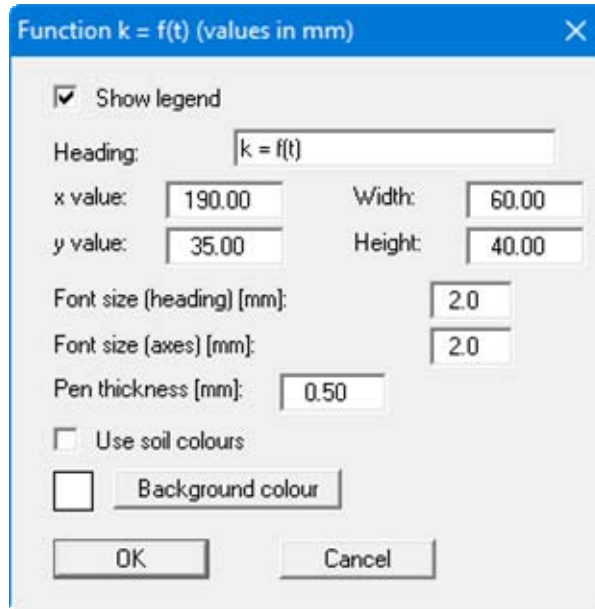 Function k = f(t) (values in mm)
Show legend
Heading: k = f(t)
x value: 190.00 Width: 60.00
y value: 35.00 Height: 40.00
Font size (heading) [mm]: 2.0
Font size (axes) [mm]: 2.0
Pen thickness [mm]: 0.50
Use soil colours
Background colour
OK Cancel